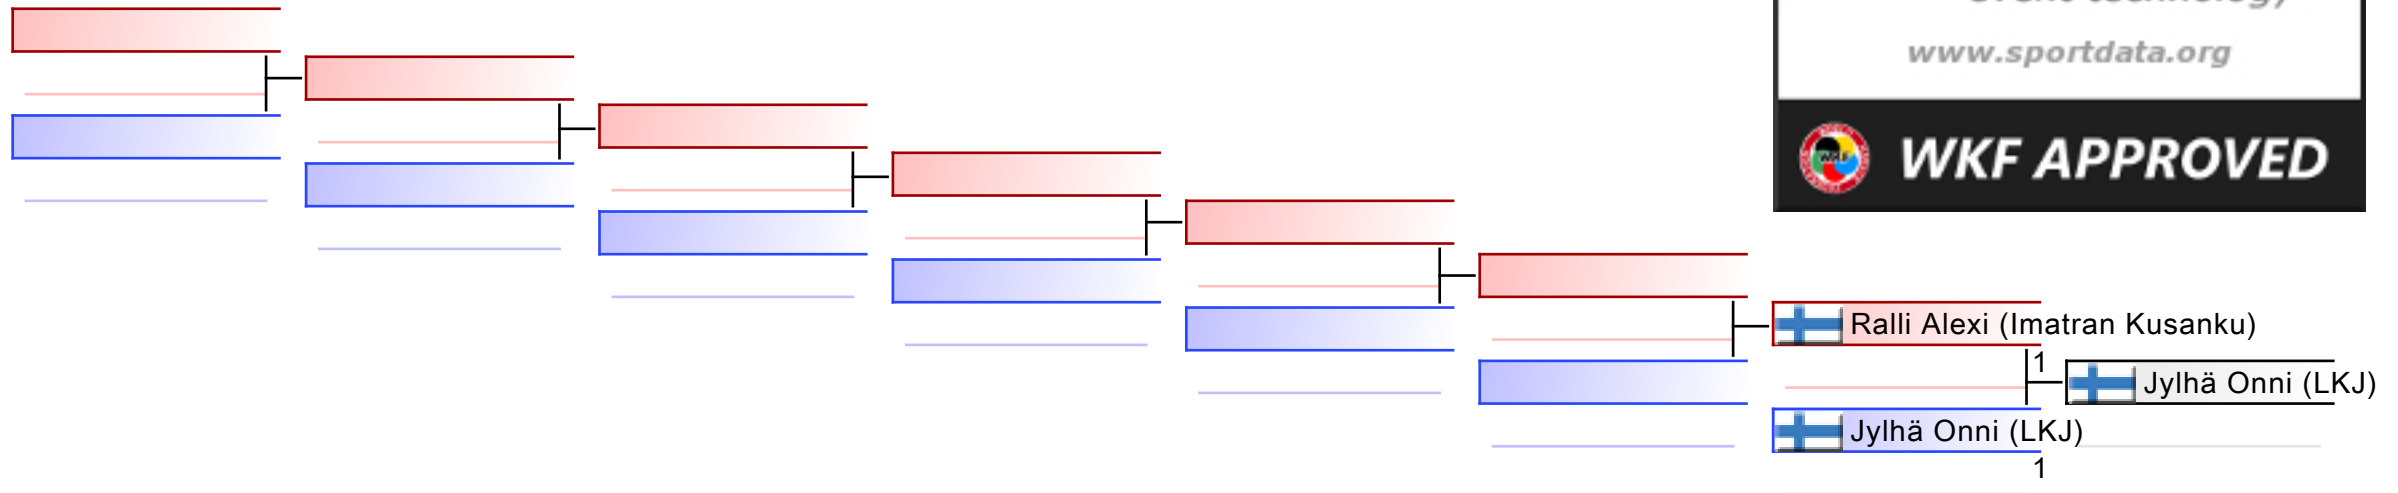 www.sportdata.org
WKF APPROVED
Ralli Alexi (Imatran Kusanku)
1
Jylhä Onni (LKJ)
Jylhä Onni (LKJ)
1